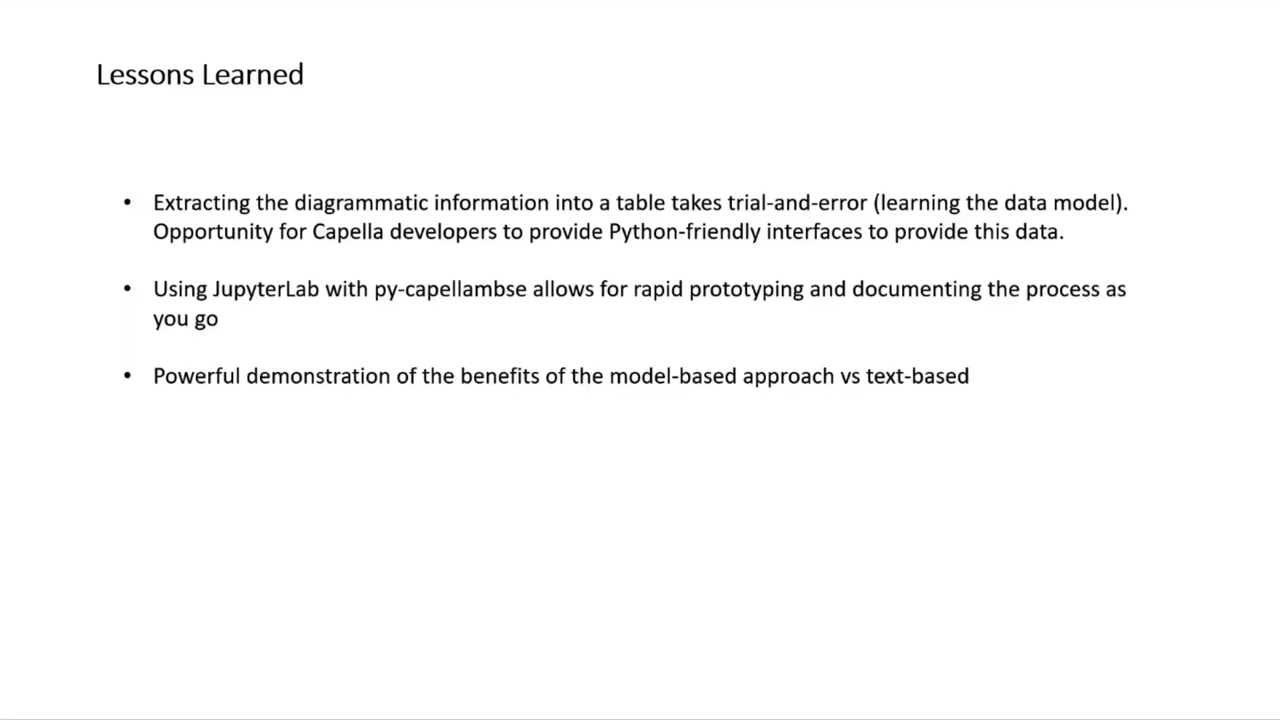 Lessons Learned
• Extracting the diagrammatic information into a table takes trial-and-error (learning the data model).
Opportunity for Capella developers to provide Python-friendly interfaces to provide this data.
• Using JupyterLab with py-capellambse allows for rapid prototyping and documenting the process as
you go
• Powerful demonstration of the benefits of the model-based approach vs text-based